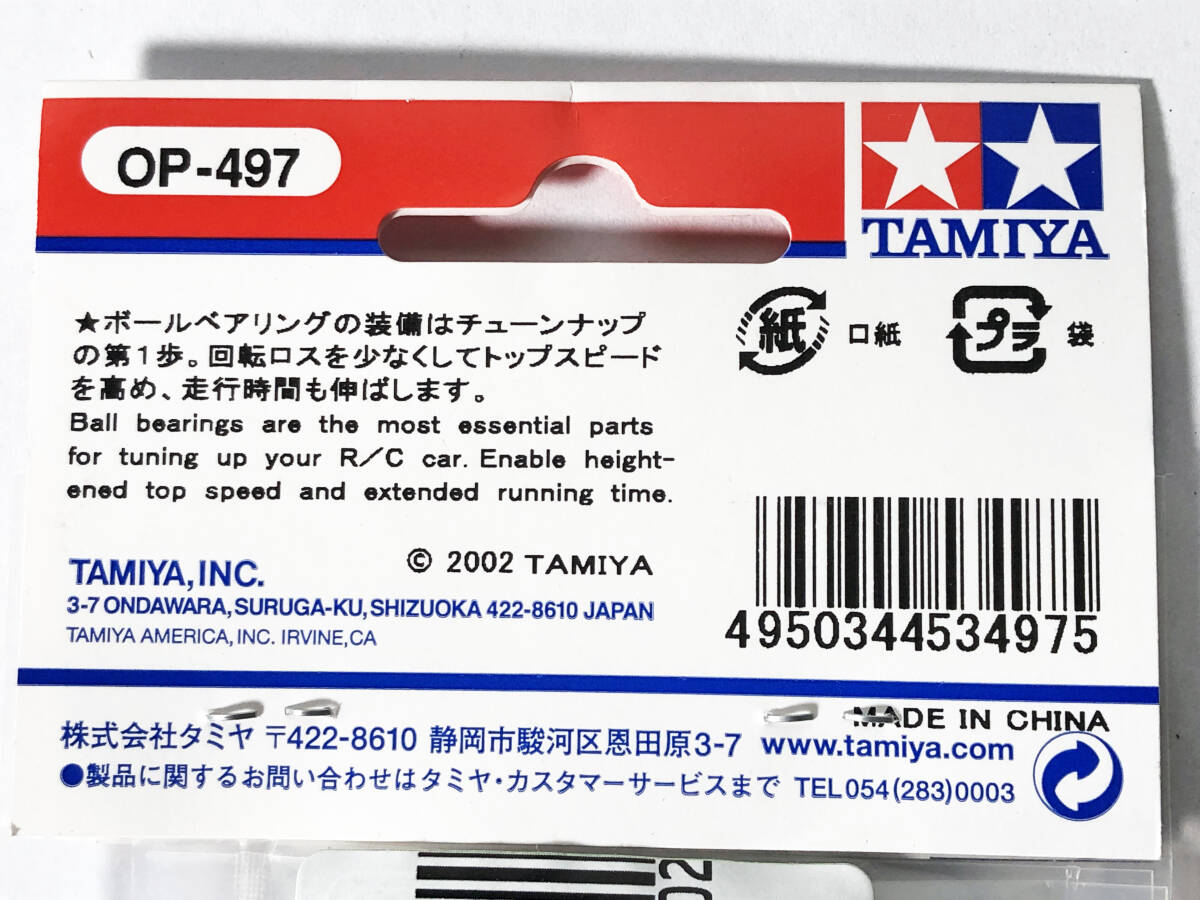 OP-497
TAMIYA
★ボールベアリングの装備はチューンナップ
の第1歩。回転ロスを少なくしてトップスピード
を高め、走行時間も伸ばします。
Ball bearings are the most essential parts
for tuning up your R/C car. Enable height-
ened top speed and extended running time.
紙 口紙
プラ 袋
© 2002 TAMIYA
TAMIYA,INC.
3-7 ONDAWARA, SURUGA-KU, SHIZUOKA 422-8610 JAPAN
TAMIYA AMERICA, INC. IRVINE, CA
4950344534975
MADE IN CHINA
株式会社タミヤ 〒422-8610 静岡市駿河区恩田原3-7 www.tamiya.com
●製品に関するお問い合わせはタミヤ・カスタマーサービスまで TEL054(283)0003